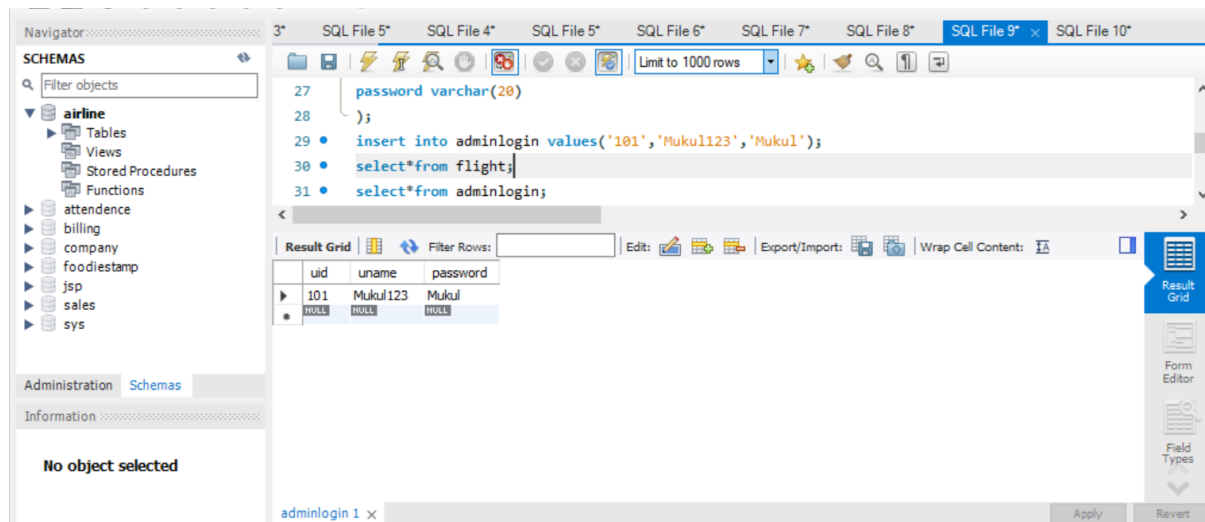 Navigator
3* SQL File 5* SQL File 4* SQL File 5* SQL File 6* SQL File 7* SQL File 8* SQL File 9* × SQL File 10*
SCHEMAS
Filter objects
airline
Tables
Views
Stored Procedures
Functions
attendence
billing
company
foodiestamp
jsp
sales
sys
Administration Schemas
Information
No object selected
Limit to 1000 rows
27 password varchar(20)
28 );
29 insert into adminlogin values('101','Mukul123','Mukul');
30 select*from flight;
31 select*from adminlogin;
Result Grid Filter Rows: Edit: Export/Import: Wrap Cell Content: IA
uid uname password
101 Mukul123 Mukul
NULL NULL NULL
Result
Grid
Form
Editor
Field
Types
adminlogin 1 ×
Apply Revert